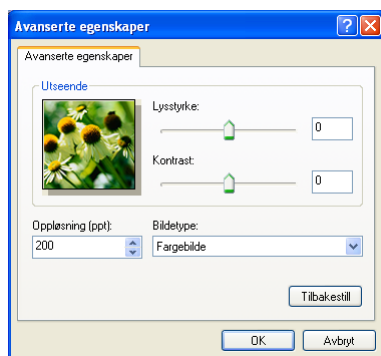 Avanserte egenskaper
Avanserte egenskaper
Utseende
Lysstyrke:
0
Kontrast:
0
Oppløsning (ppt):
200
Bildetype:
Fargebilde
Tilbakestill
OK
Avbryt